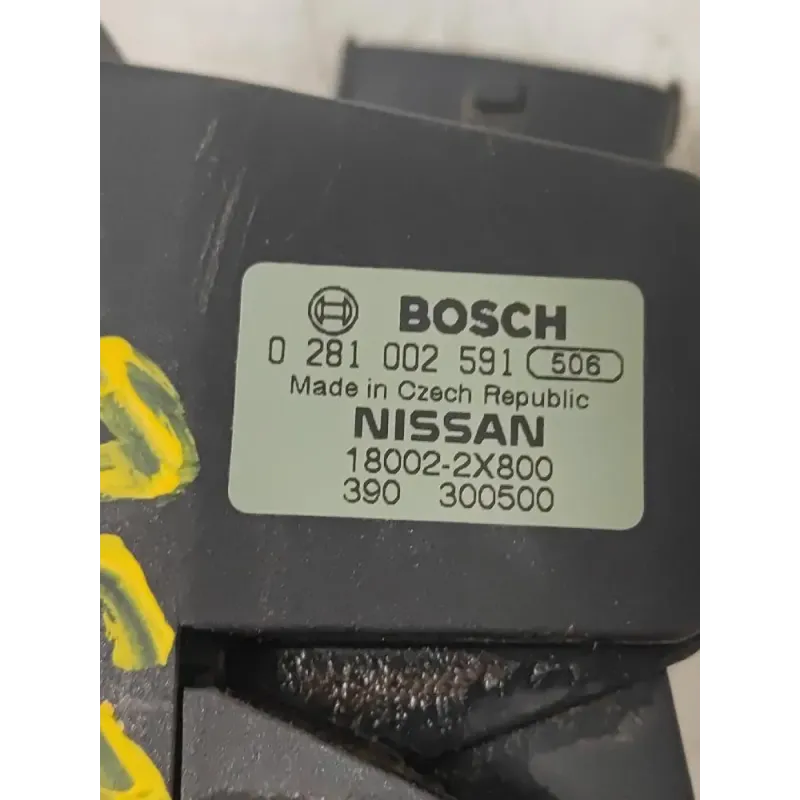 BOSCH
0 281 002 591 506
Made in Czech Republic
NISSAN
18002-2X800
390 300500